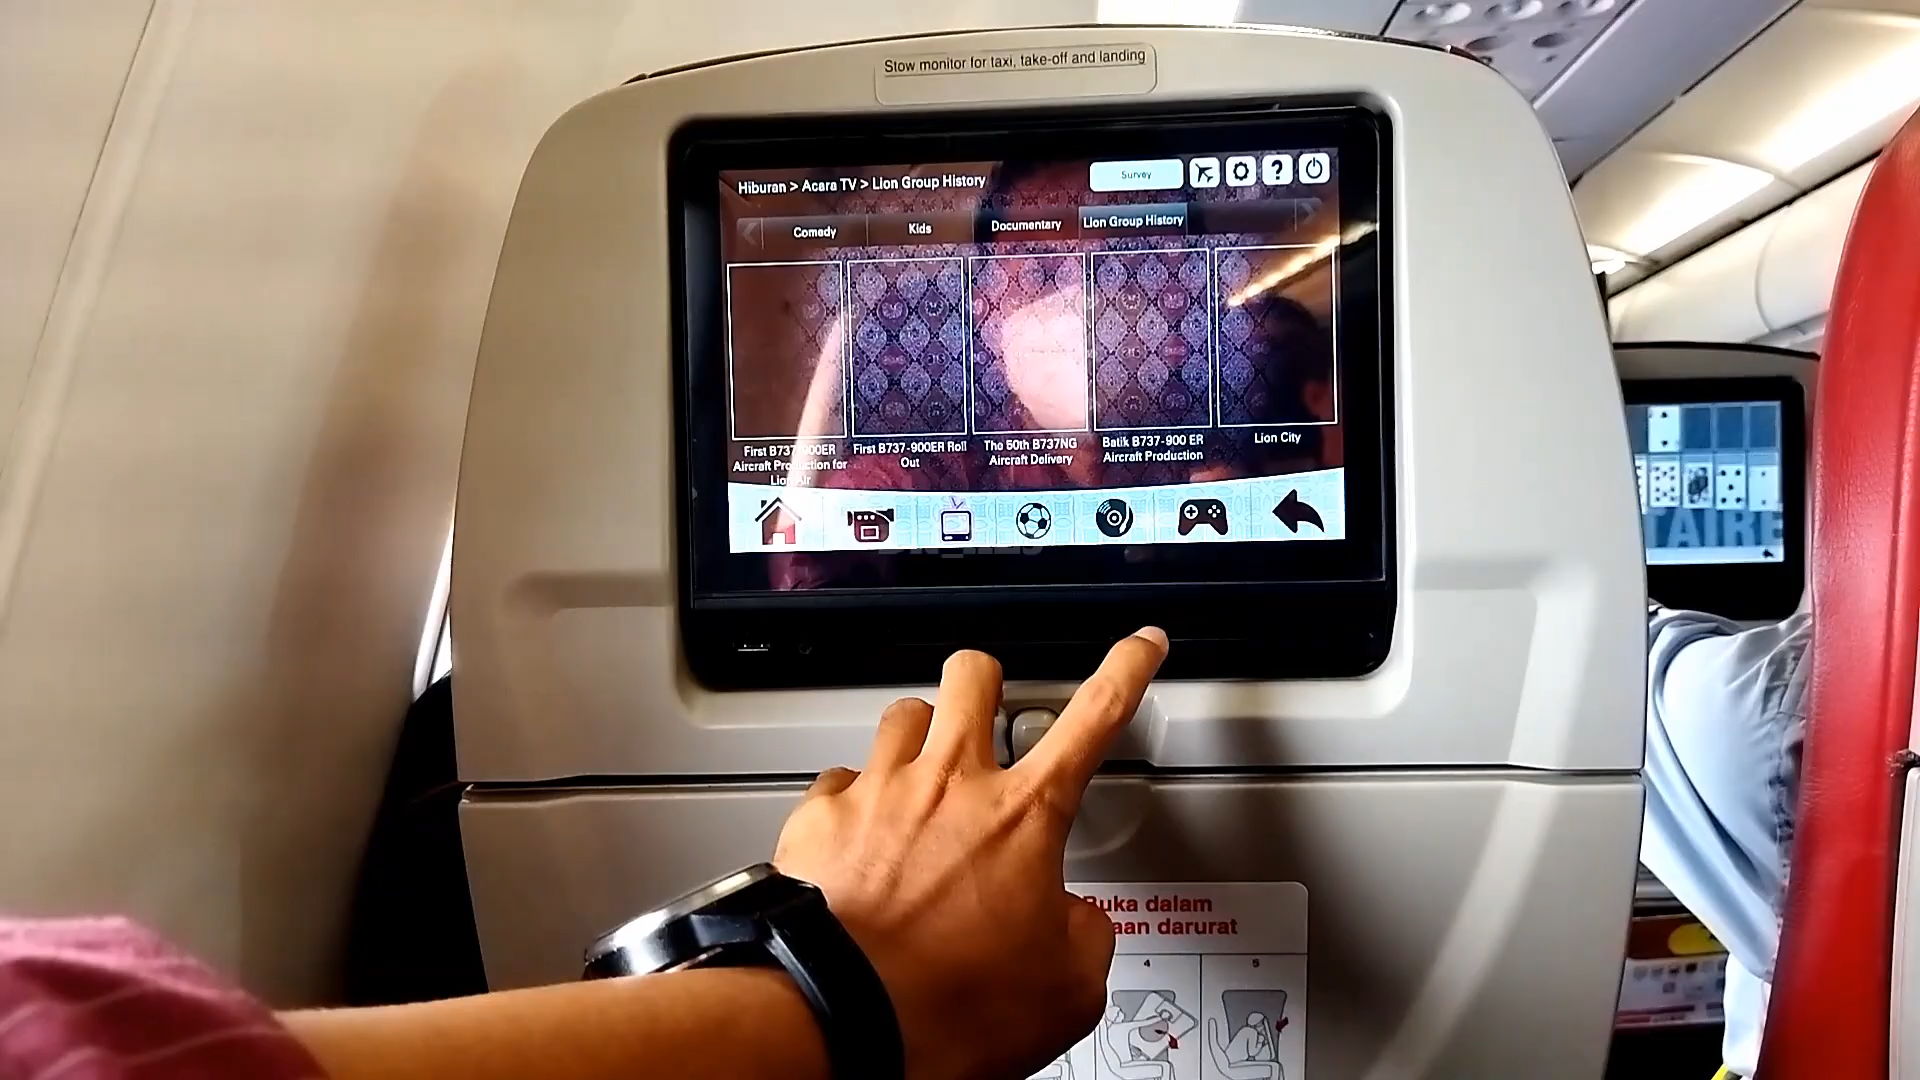 Stow monitor for taxi, take-off and landing
Hiburan > Acara TV > Lion Group History
Survey
?
Comedy
Kids
Documentary
Lion Group History
First B737-900ER
Aircraft Production for
Lion Air
First B737-900ER Roll
Out
The 50th B737NG
Aircraft Delivery
Batik B737-900 ER
Aircraft Production
Lion City
TAIRE
Buka dalam
aan darurat
4
5